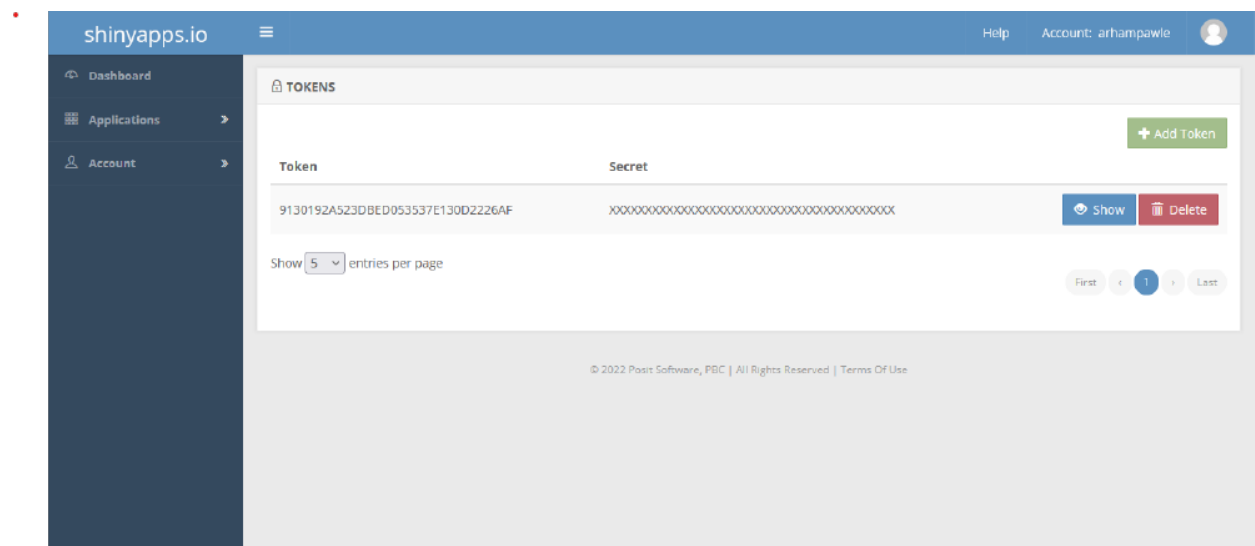 shinyapps.io
Help
Account: arhampawle
Dashboard
Applications
Account
TOKENS
Add Token
Token
Secret
9130192A523DBED053537E130D2226AF
XXXXXXXXXXXXXXXXXXXXXXXXXXXXXXXXXXXXXXXX
Show
Delete
Show 5 entries per page
First ‹ 1 › Last
© 2022 Posit Software, PBC | All Rights Reserved | Terms Of Use